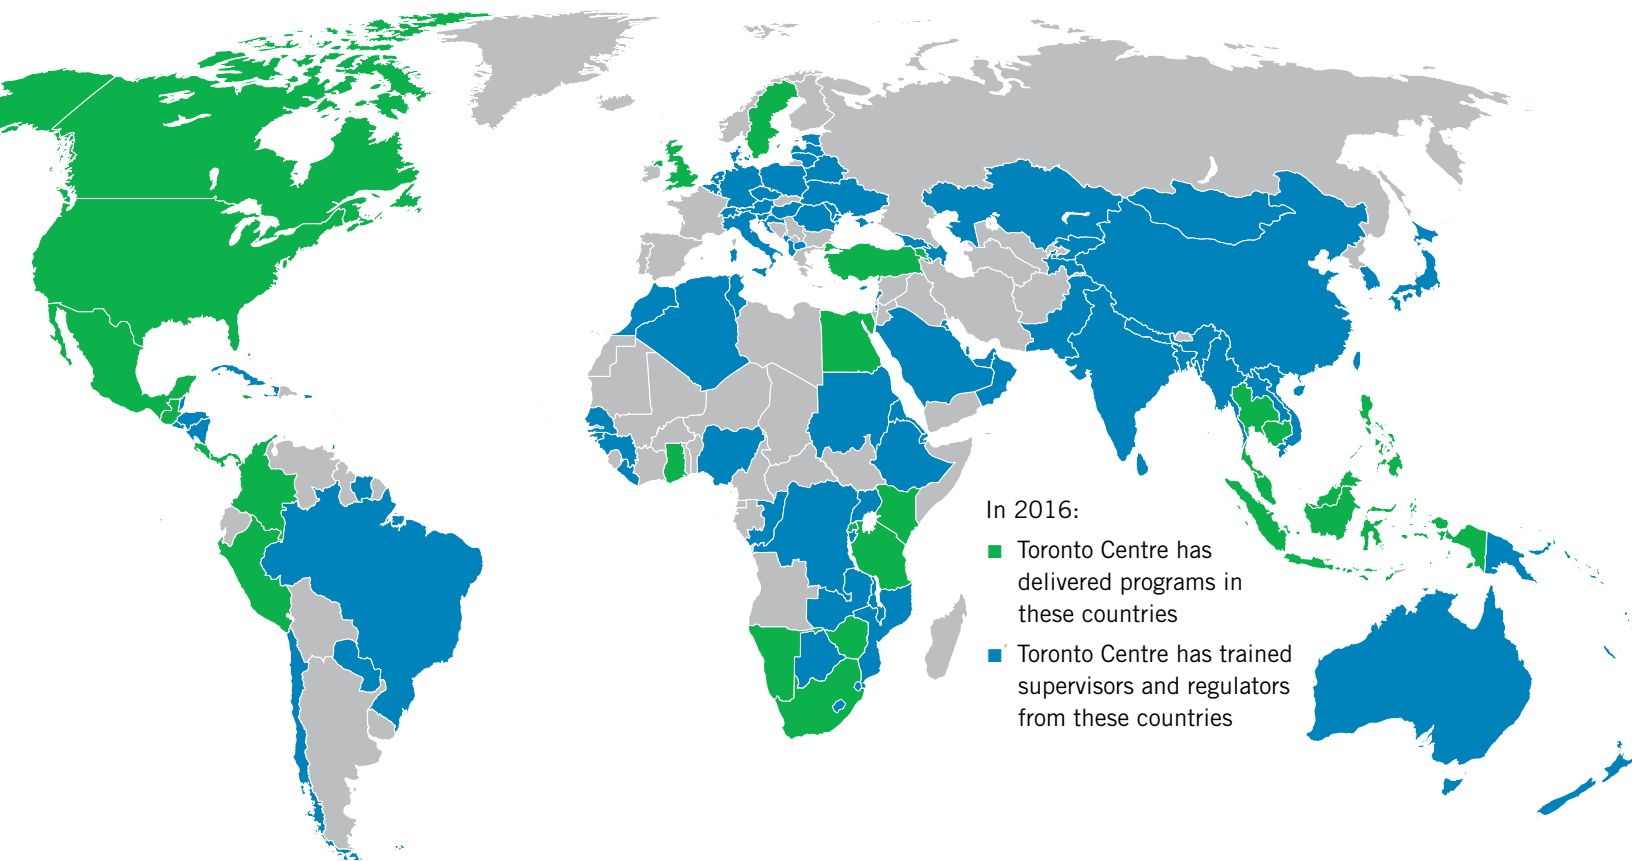 In 2016:
Toronto Centre has
delivered programs in
these countries
Toronto Centre has trained
supervisors and regulators
from these countries